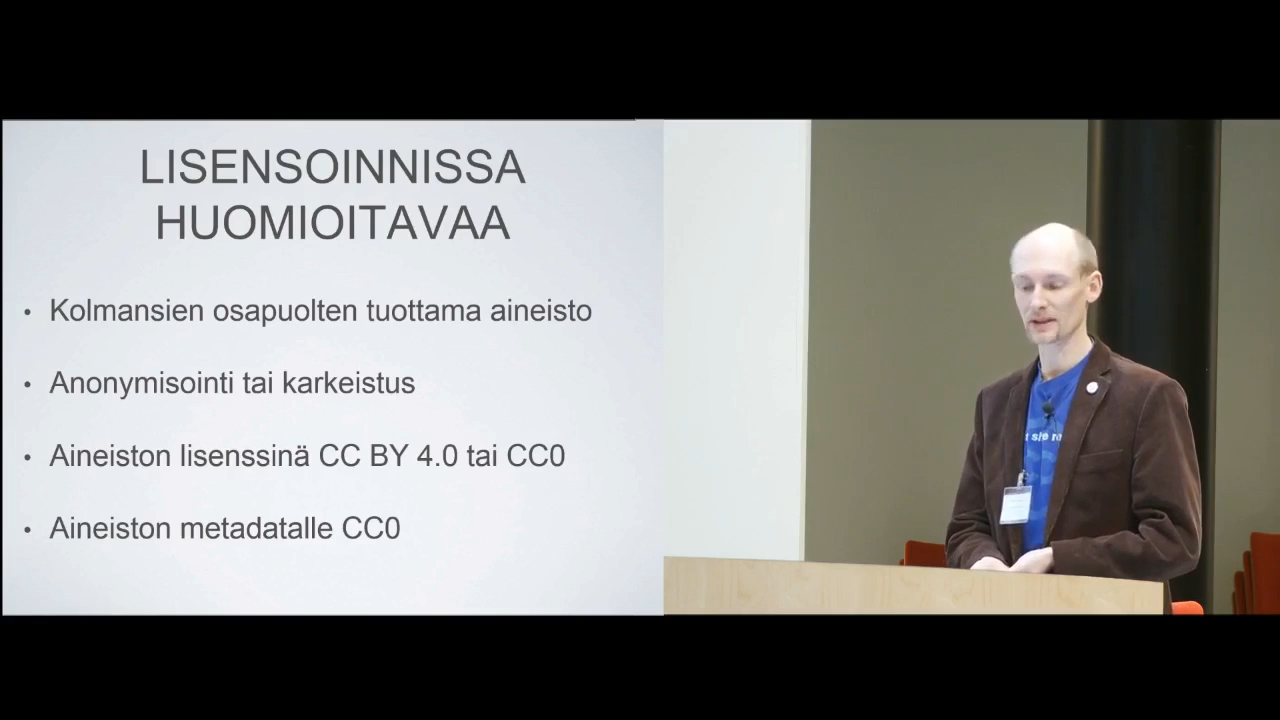 LISENSOINNISSA
HUOMIOITAVAA
• Kolmansien osapuolten tuottama aineisto
• Anonymisointi tai karkeistus
• Aineiston lisenssinä CC BY 4.0 tai CC0
• Aineiston metadatalle CC0